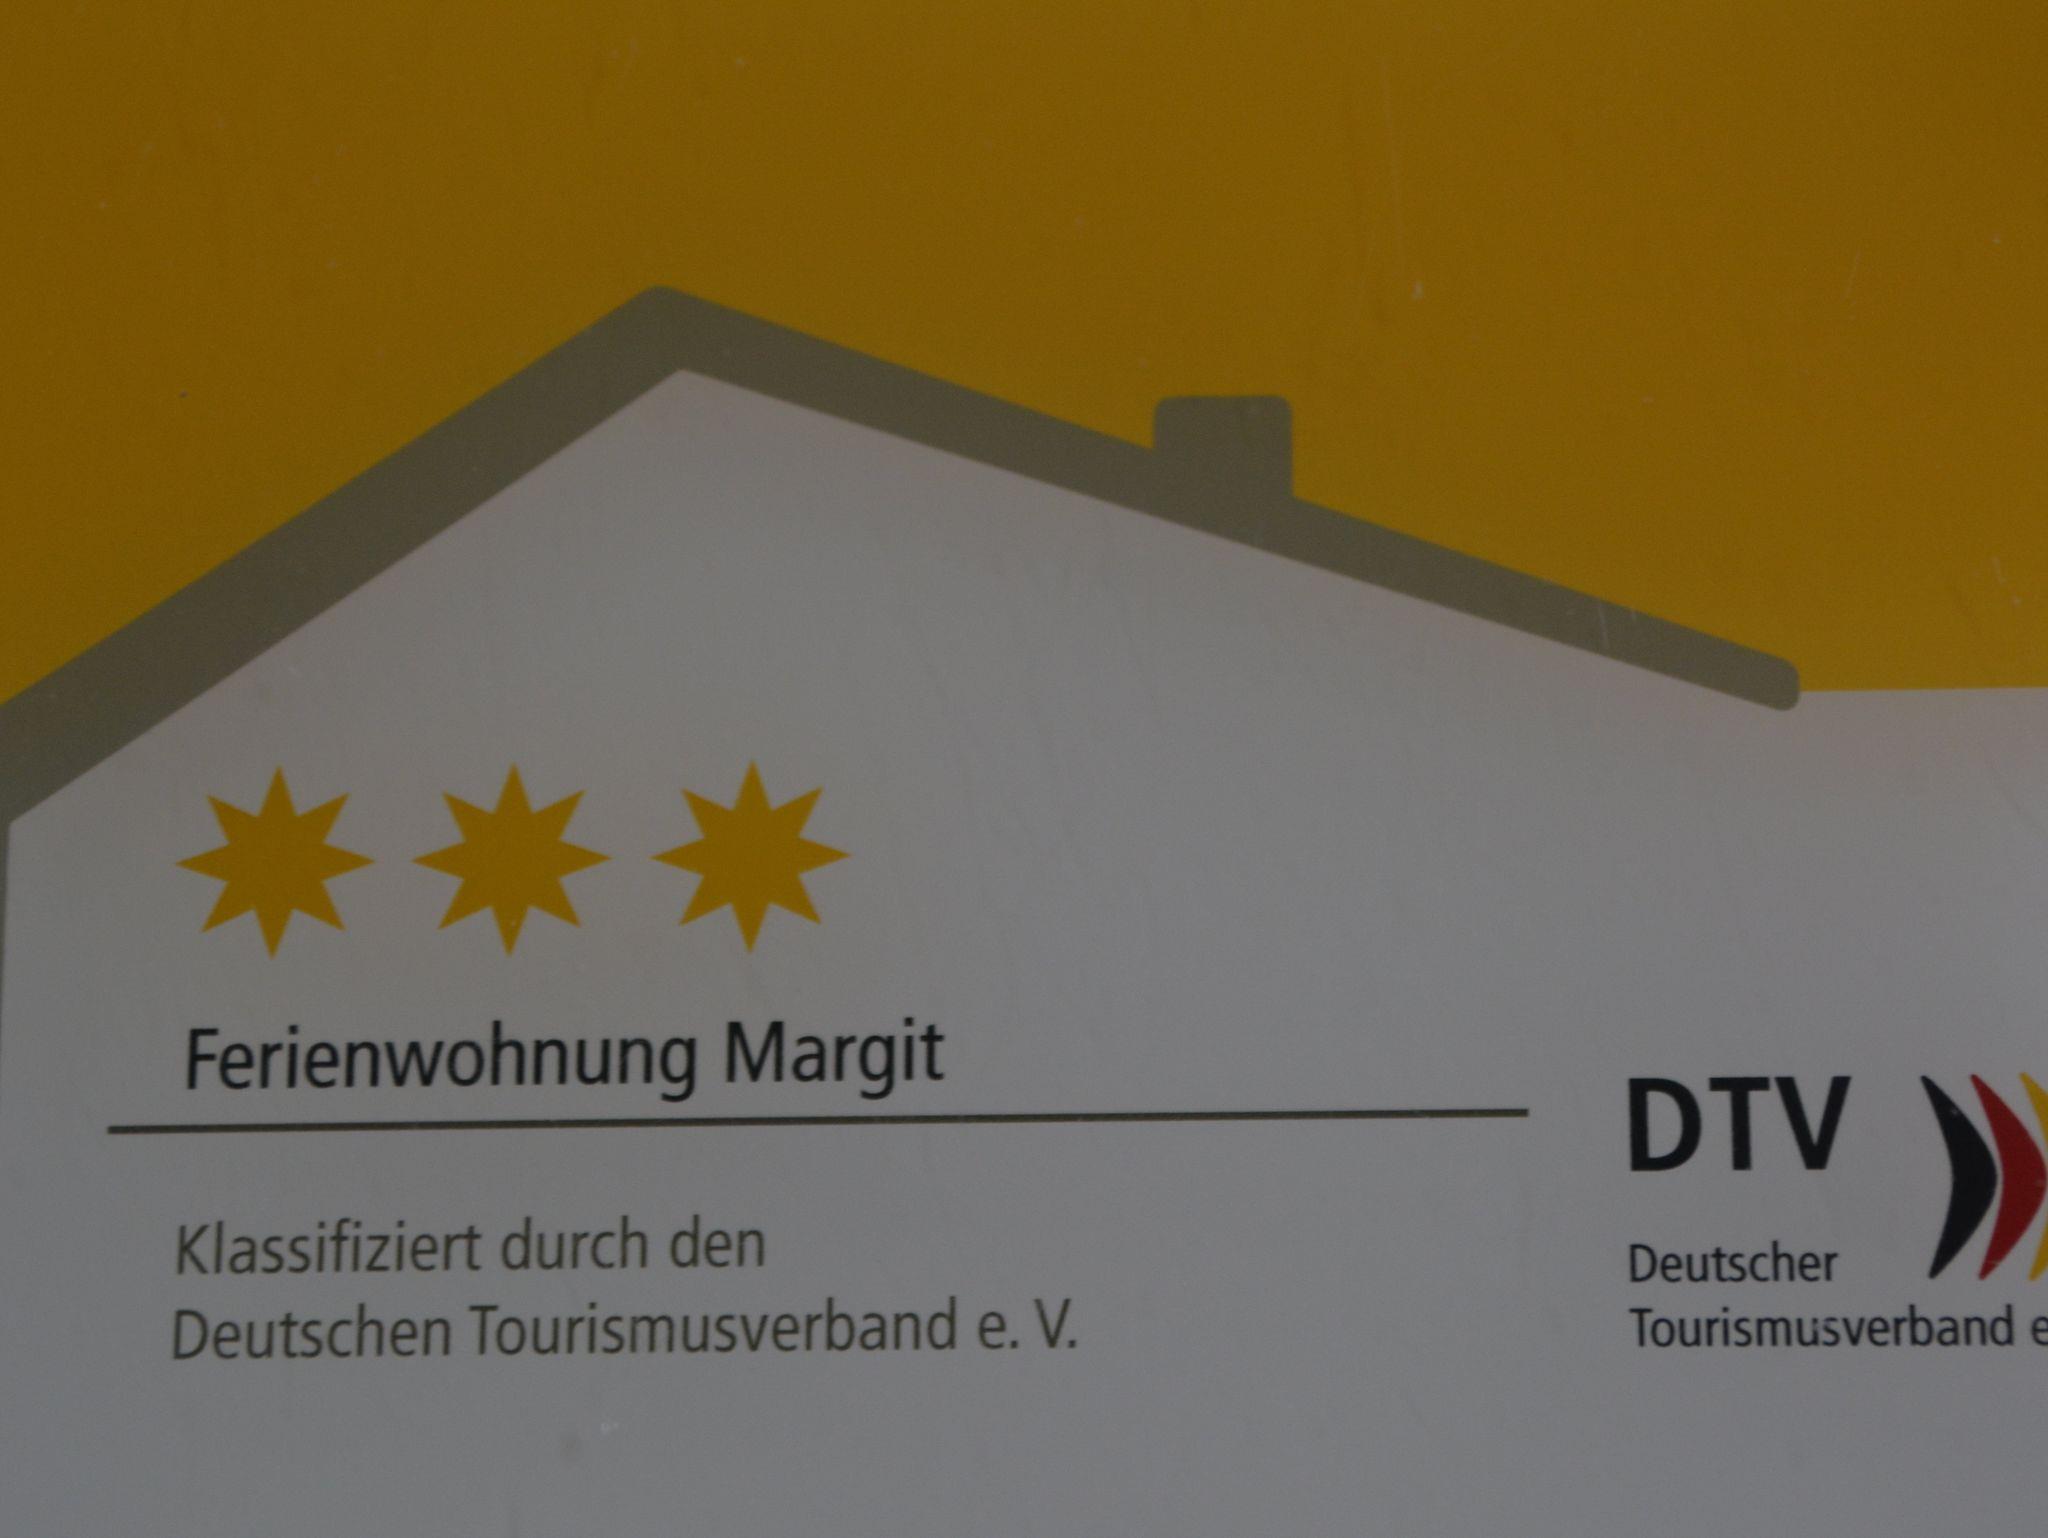 Ferienwohnung Margit
Klassifiziert durch den
Deutschen Tourismusverband e. V.
DTV
Deutscher
Tourismusverband e